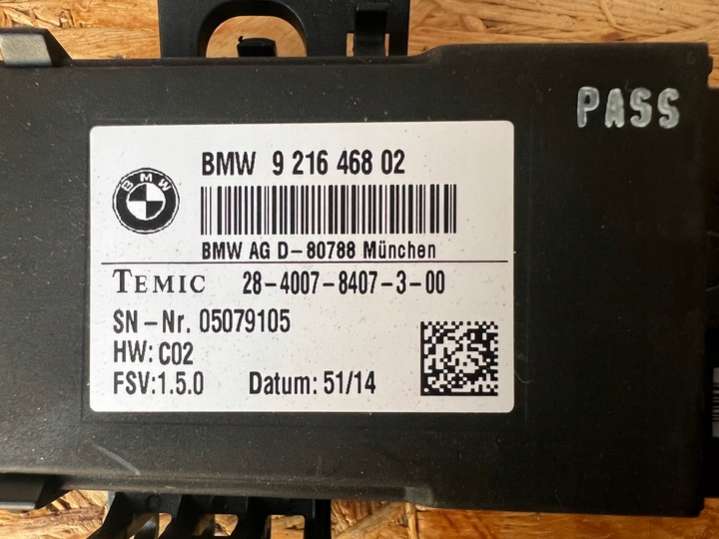 PASS
BMW 9 216 468 02
BMW
BMW AG D-80788 München
TEMIC 28-4007-8407-3-00
SN-Nr. 05079105
HW: C02
FSV:1.5.0 Datum: 51/14